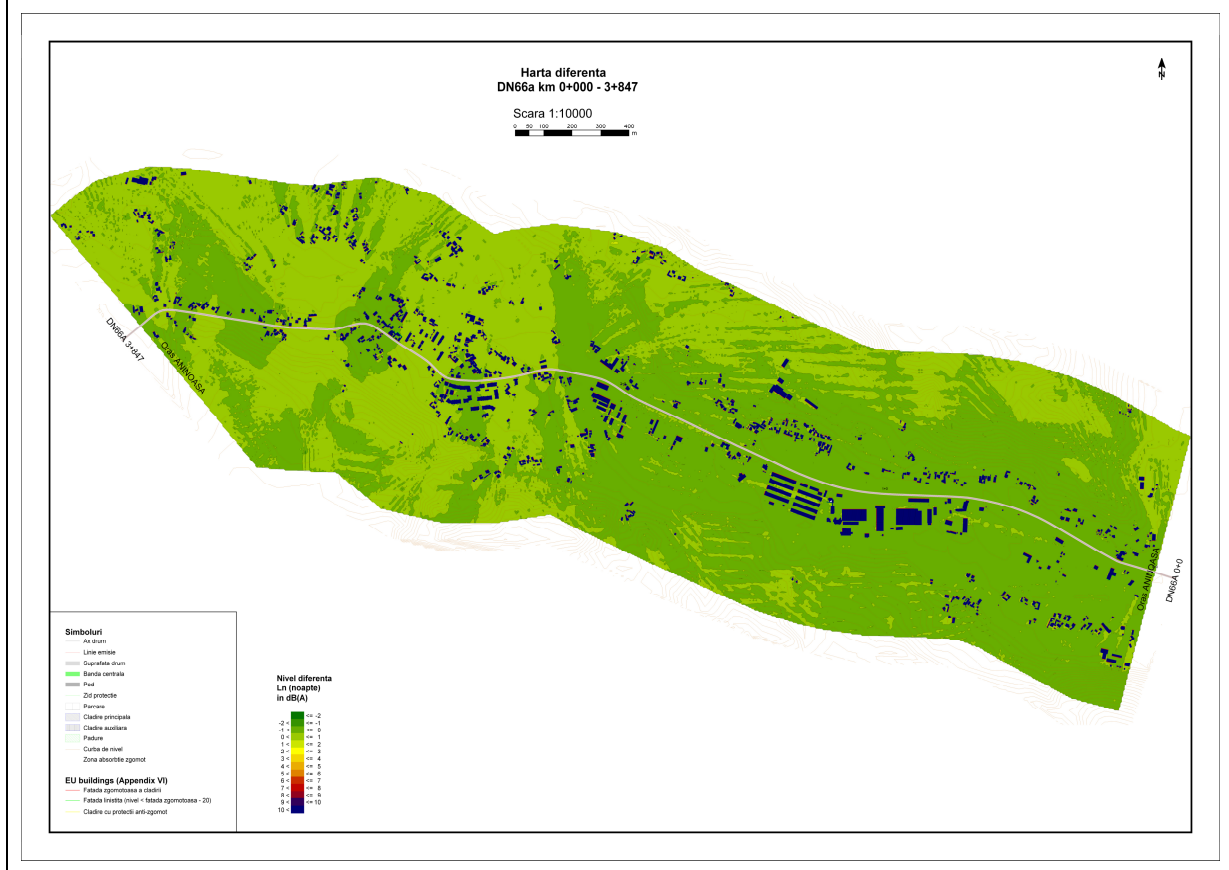 Harta diferenta
DN66a km 0+000 - 3+847
Scara 1:10000
0 50 100 200 300 400
m
N
DN66A 3+847
Oras ANINOASA
Oras ANINOASA
DN66A 0+0
Simboluri
Ax drum
Linie emisie
Suprafata drum
Banda centrala
Pod
Zid protectie
Parcare
Cladire principala
Cladire auxiliara
Padure
Curba de nivel
Zona absorbtie zgomot
EU buildings (Appendix VI)
Fatada zgomotoasa a cladirii
Fatada linistita (nivel < fatada zgomotoasa - 20)
Cladire cu protectii anti-zgomot
Nivel diferenta
Ln (noapte)
in dB(A)
<= -2
-2 < <= -1
-1 < <= 0
0 < <= 1
1 < <= 2
2 < <= 3
3 < <= 4
4 < <= 5
5 < <= 6
6 < <= 7
7 < <= 8
8 < <= 9
9 < <= 10
10 <